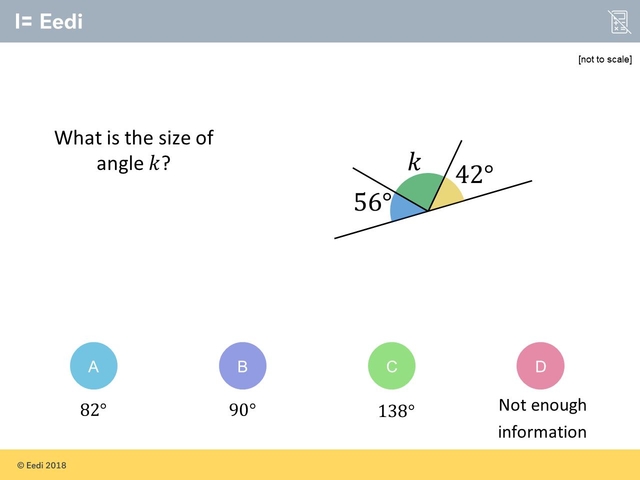 I= Eedi
[not to scale]
What is the size of
angle 𝑘?
𝑘
42°
56°
A
B
C
D
82°
90°
138°
Not enough
information
© Eedi 2018